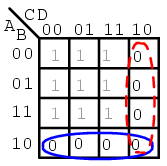 CD
AB
00 01 11 10
00 1 1 1 0
01 1 1 1 0
11 1 1 1 0
10 0 0 0 0